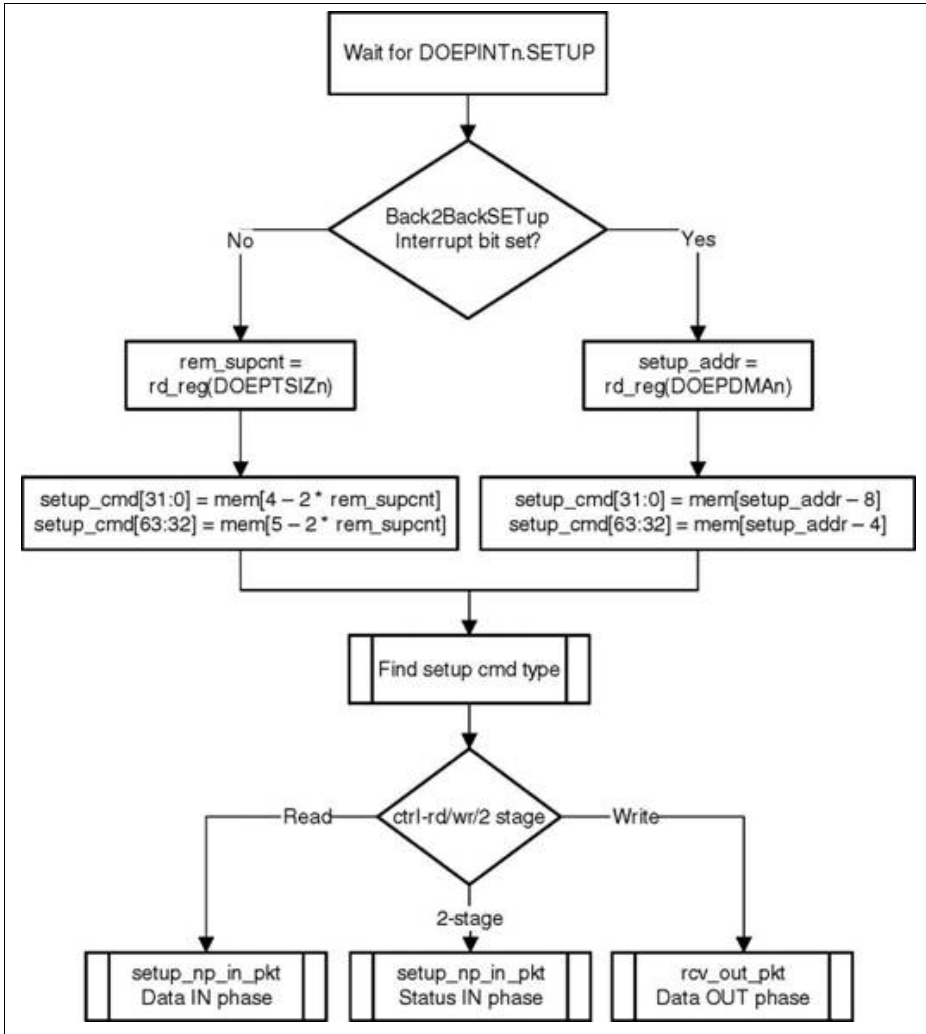 Wait for DOEPINTn.SETUP
Back2BackSETup
Interrupt bit set?
No
Yes
rem_supcnt =
rd_reg(DOEPTSIZn)
setup_addr =
rd_reg(DOEPDMAn)
setup_cmd[31:0] = mem[4 – 2 * rem_supcnt]
setup_cmd[63:32] = mem[5 – 2 * rem_supcnt]
setup_cmd[31:0] = mem[setup_addr – 8]
setup_cmd[63:32] = mem[setup_addr – 4]
Find setup cmd type
Read
ctrl-rd/wr/2 stage
Write
2-stage
setup_np_in_pkt
Data IN phase
setup_np_in_pkt
Status IN phase
rcv_out_pkt
Data OUT phase